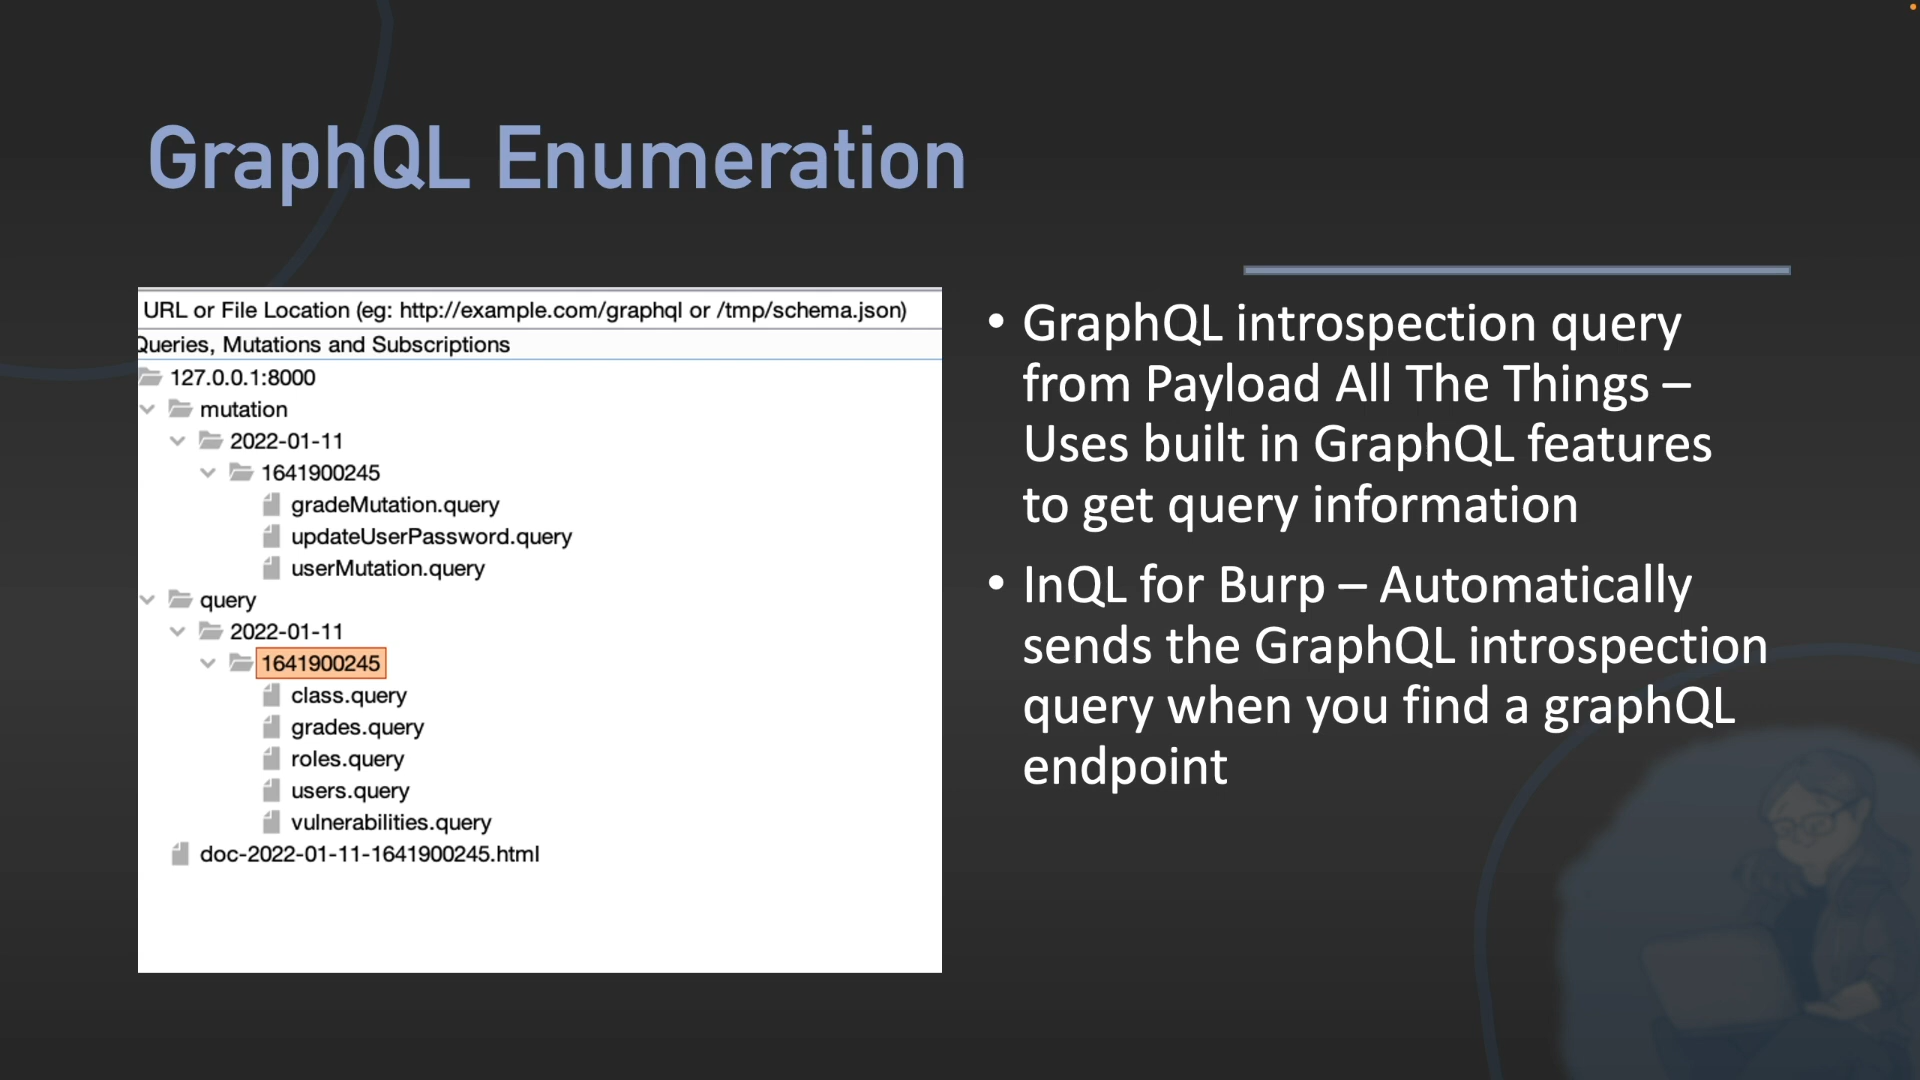 GraphQL Enumeration
URL or File Location (eg: http://example.com/graphql or /tmp/schema.json)
Queries, Mutations and Subscriptions
127.0.0.1:8000
mutation
2022-01-11
1641900245
gradeMutation.query
updateUserPassword.query
userMutation.query
query
2022-01-11
1641900245
class.query
grades.query
roles.query
users.query
vulnerabilities.query
doc-2022-01-11-1641900245.html
• GraphQL introspection query
from Payload All The Things –
Uses built in GraphQL features
to get query information
• InQL for Burp – Automatically
sends the GraphQL introspection
query when you find a graphQL
endpoint